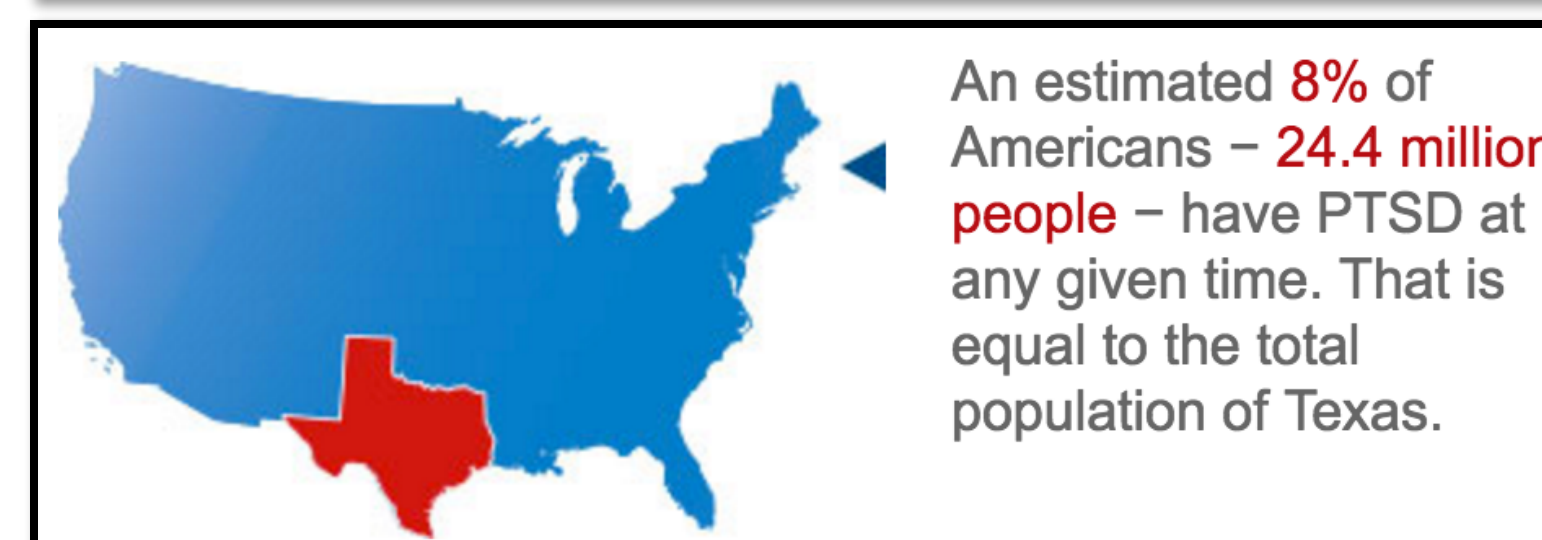 An estimated 8% of
Americans – 24.4 million
people – have PTSD at
any given time. That is
equal to the total
population of Texas.